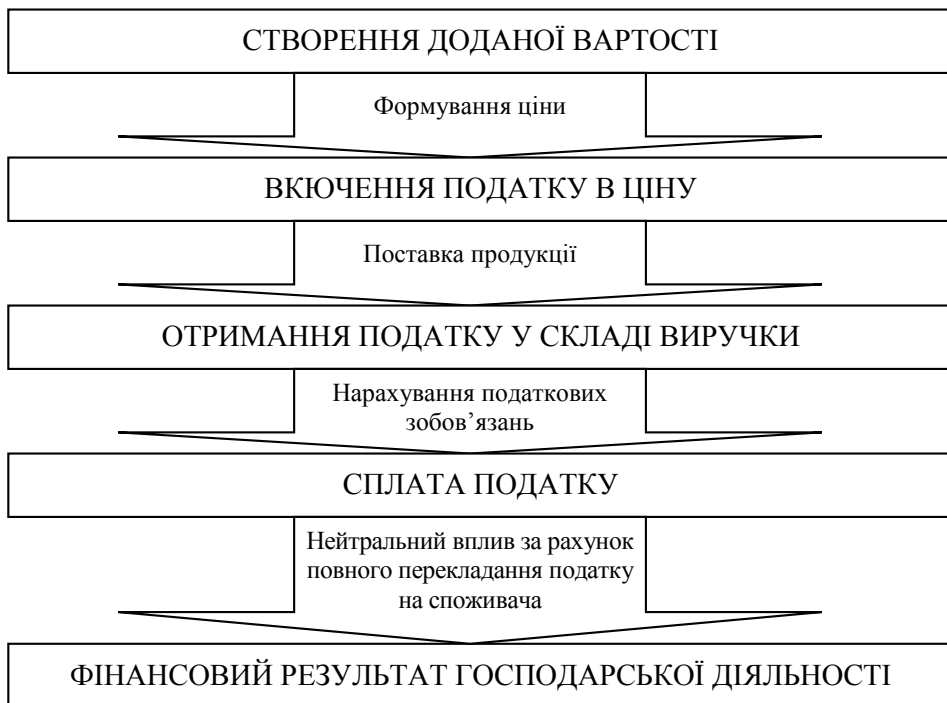 СТВОРЕННЯ ДОДАНОЇ ВАРТОСТІ
Формування ціни
ВКЮЧЕННЯ ПОДАТКУ В ЦІНУ
Поставка продукції
ОТРИМАННЯ ПОДАТКУ У СКЛАДІ ВИРУЧКИ
Нарахування податкових
зобов’язань
СПЛАТА ПОДАТКУ
Нейтральний вплив за рахунок
повного перекладання податку
на споживача
ФІНАНСОВИЙ РЕЗУЛЬТАТ ГОСПОДАРСЬКОЇ ДІЯЛЬНОСТІ